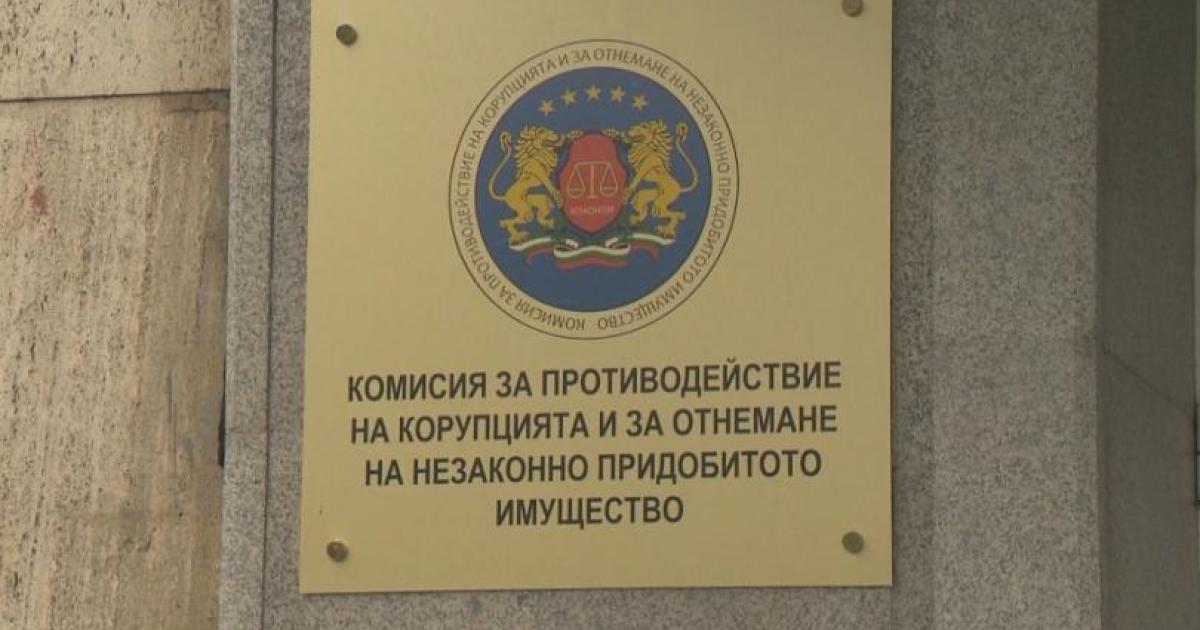 КОМИСИЯ ЗА ПРОТИВОДЕЙСТВИЕ НА КОРУПЦИЯТА И ЗА ОТНЕМАНЕ НА НЕЗАКОННО ПРИДОБИТОТО ИМУЩЕСТВО
КПКОНПИ
КОМИСИЯ ЗА ПРОТИВОДЕЙСТВИЕ
НА КОРУПЦИЯТА И ЗА ОТНЕМАНЕ
НА НЕЗАКОННО ПРИДОБИТОТО
ИМУЩЕСТВО